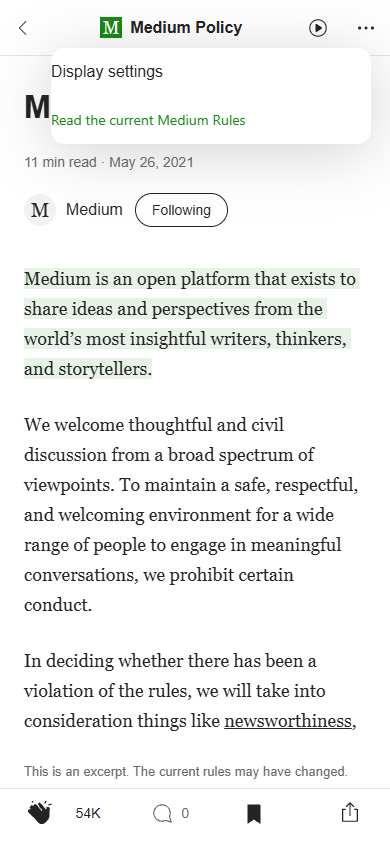 M Medium Policy
Display settings
M
Read the current Medium Rules
11 min read · May 26, 2021
M Medium Following
Medium is an open platform that exists to
share ideas and perspectives from the
world’s most insightful writers, thinkers,
and storytellers.
We welcome thoughtful and civil
discussion from a broad spectrum of
viewpoints. To maintain a safe, respectful,
and welcoming environment for a wide
range of people to engage in meaningful
conversations, we prohibit certain
conduct.
In deciding whether there has been a
violation of the rules, we will take into
consideration things like newsworthiness,
This is an excerpt. The current rules may have changed.
54K 0